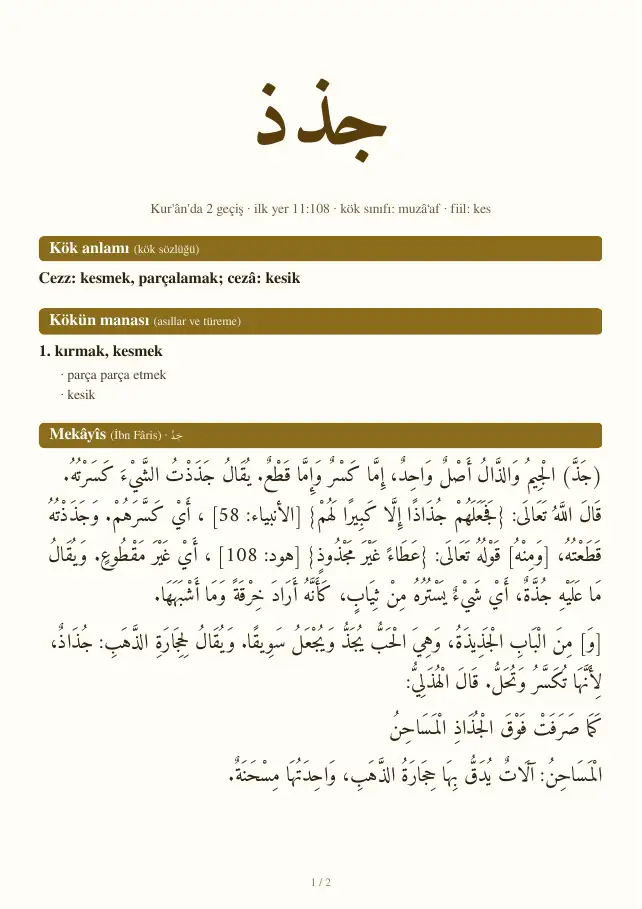 جذذ
Kur'ân'da 2 geçiş · ilk yer 11:108 · kök sınıfı: muzâ'af · fiil: kes
Kök anlamı (kök sözlüğü)
Cezz: kesmek, parçalamak; cezâ: kesik
Kökün manası (asıllar ve türeme)
1. kırmak, kesmek
· parça parça etmek
· kesik
Mekâyîs (İbn Fâris) · جَذَّ
(جَذَّ) الْجِيمُ وَالذَّالُ أَصْلٌ وَاحِدٌ، إِمَّا كَسْرٌ وَإِمَّا قَطْعٌ. يُقَالُ جَذَذْتُ الشَّيْءَ كَسَرْتُهُ.
قَالَ اللَّهُ تَعَالَى: {فَجَعَلَهُمْ جُذَاذًا إِلَّا كَبِيرًا لَهُمْ} [الأنبياء: 58] ، أَيْ كَسَّرَهُمْ. وَجَذَذْتُهُ
قَطَعْتُهُ، [وَمِنْهُ] قَوْلُهُ تَعَالَى: {عَطَاءً غَيْرَ مَجْذُوذٍ} [هود: 108] ، أَيْ غَيْرَ مَقْطُوعٍ. وَيُقَالُ
مَا عَلَيْهِ جُذَّةٌ، أَيْ شَيْءٌ يَسْتُرُهُ مِنْ ثِيَابٍ، كَأَنَّهُ أَرَادَ خِرْقَةً وَمَا أَشْبَهَهَا.
[وَ] مِنَ الْبَابِ الْجَذِيذَةُ، وَهِيَ الْحَبُّ يُجَذُّ وَيُجْعَلُ سَوِيقًا. وَيُقَالُ لِحِجَارَةِ الذَّهَبِ: جُذَاذٌ،
لِأَنَّهَا تُكَسَّرُ وَتُحَلُّ. قَالَ الْهُذَلِيُّ:
كَمَا صَرَفَتْ فَوْقَ الْجُذَاذِ الْمَسَاحِنُ
الْمَسَاحِنُ: آلَاتٌ يُدَقُّ بِهَا حِجَارَةُ الذَّهَبِ، وَاحِدَتُهَا مِسْحَنَةٌ.
1 / 2